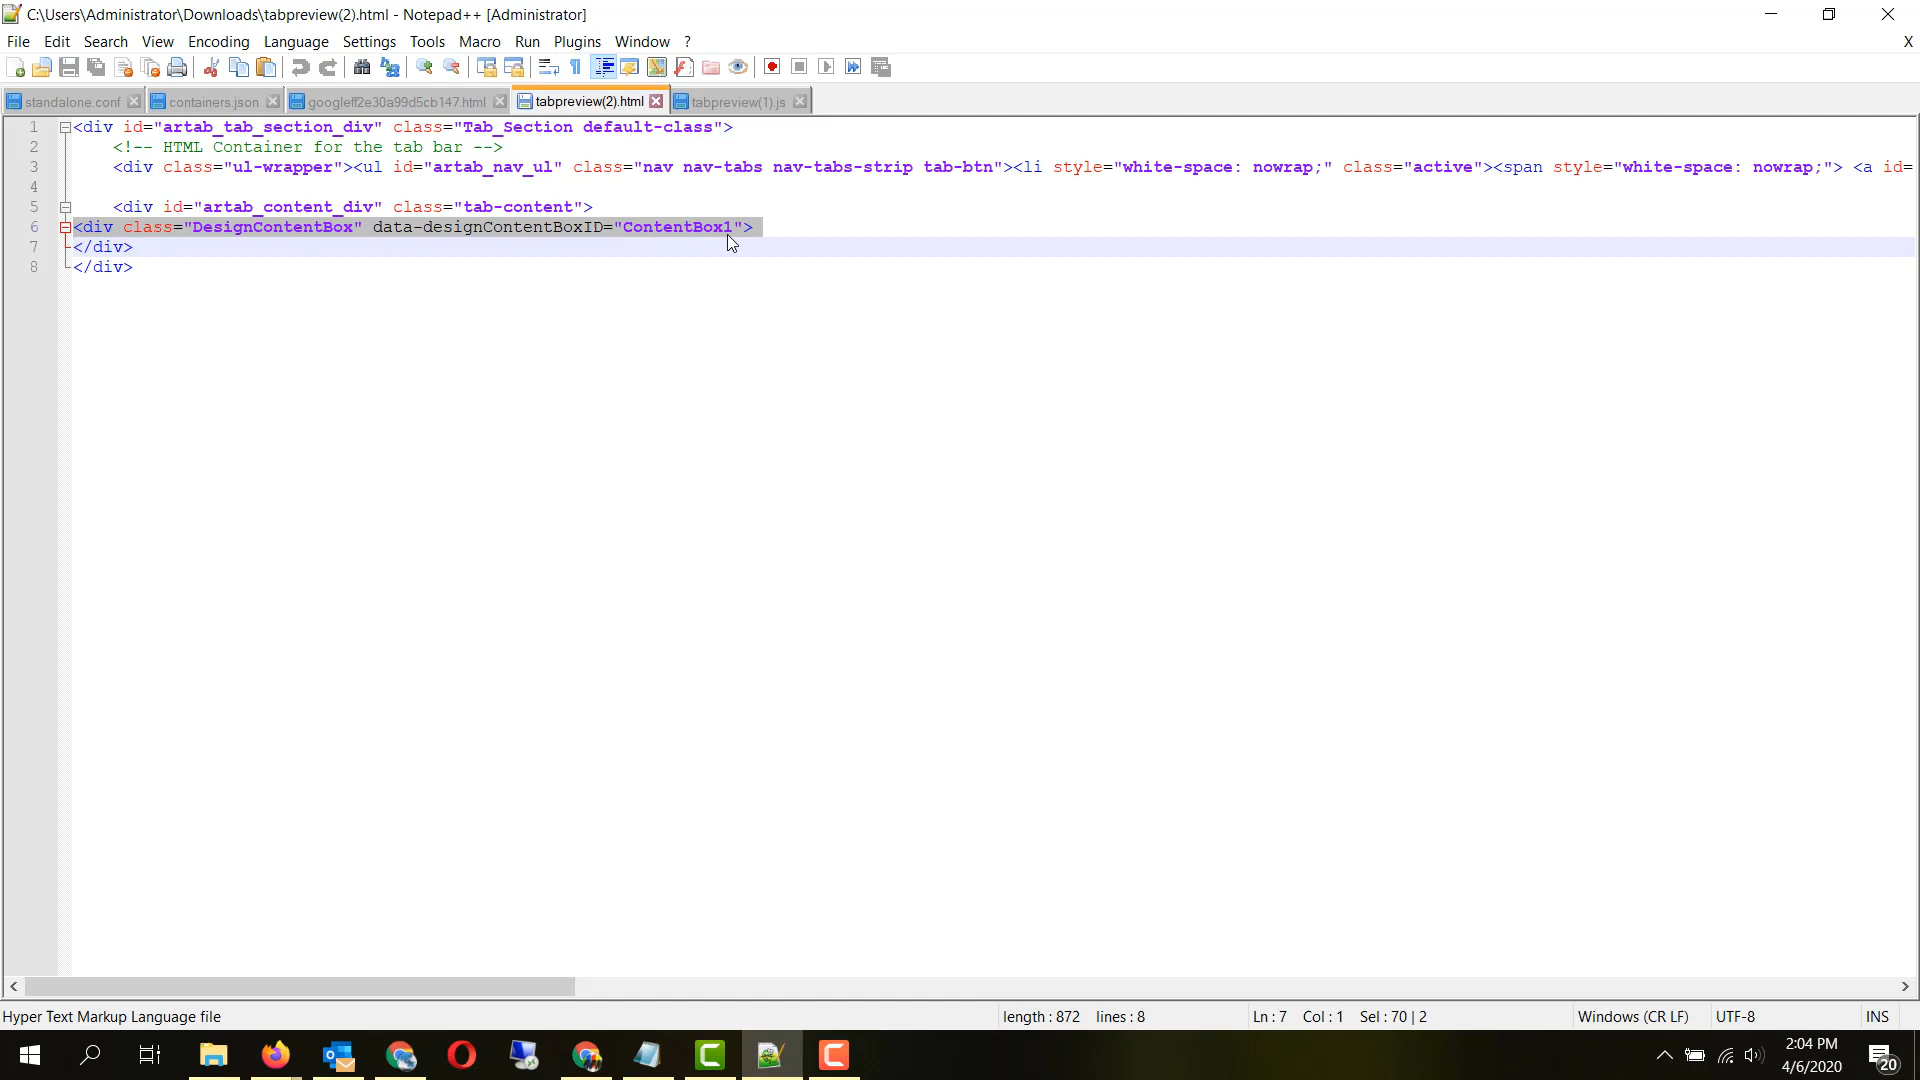 C:\Users\Administrator\Downloads\tabpreview(2).html - Notepad++ [Administrator]
File Edit Search View Encoding Language Settings Tools Macro Run Plugins Window ? X
standalone.conf containers.json googleff2e30a99d5cb147.html tabpreview(2).html tabpreview(1).js
1 <div id="artab_tab_section_div" class="Tab_Section default-class">
2 <!-- HTML Container for the tab bar -->
3 <div class="ul-wrapper"><ul id="artab_nav_ul" class="nav nav-tabs nav-tabs-strip tab-btn"><li style="white-space: nowrap;" class="active"><span style="white-space: nowrap;"> <a id=
4
5 <div id="artab_content_div" class="tab-content">
6 <div class="DesignContentBox" data-designContentBoxID="ContentBox1">
7 </div>
8 </div>
Hyper Text Markup Language file length : 872 lines : 8 Ln : 7 Col : 1 Sel : 70 | 2 Windows (CR LF) UTF-8 INS
2:04 PM
4/6/2020
20